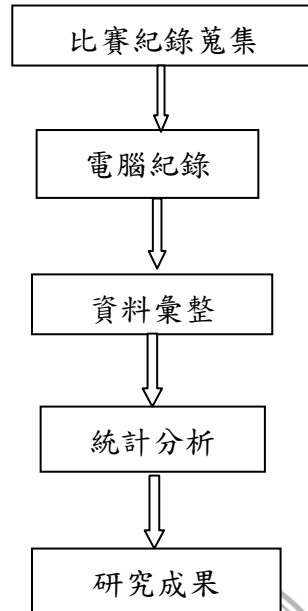 比賽紀錄蒐集
電腦紀錄
資料彙整
統計分析
研究成果